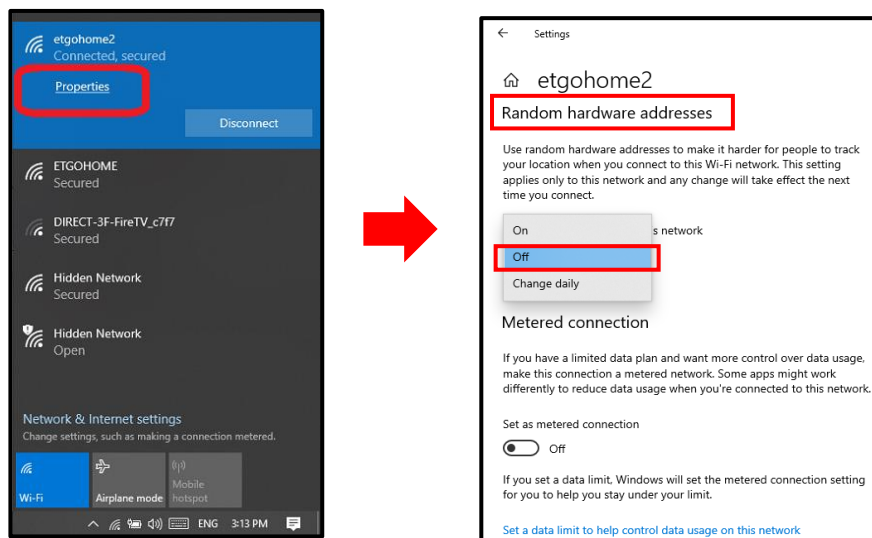 etgohome2
Connected, secured
Properties
Disconnect
ETGOHOME
Secured
DIRECT-3F-FireTV_c7f7
Secured
Hidden Network
Secured
Hidden Network
Open
Network & Internet settings
Change settings, such as making a connection metered.
Wi-Fi
Airplane mode
Mobile
hotspot
ENG 3:13 PM
Settings
etgohome2
Random hardware addresses
Use random hardware addresses to make it harder for people to track
your location when you connect to this Wi-Fi network. This setting
applies only to this network and any change will take effect the next
time you connect.
On
s network
Off
Change daily
Metered connection
If you have a limited data plan and want more control over data usage,
make this connection a metered network. Some apps might work
differently to reduce data usage when you're connected to this network.
Set as metered connection
Off
If you set a data limit, Windows will set the metered connection setting
for you to help you stay under your limit.
Set a data limit to help control data usage on this network